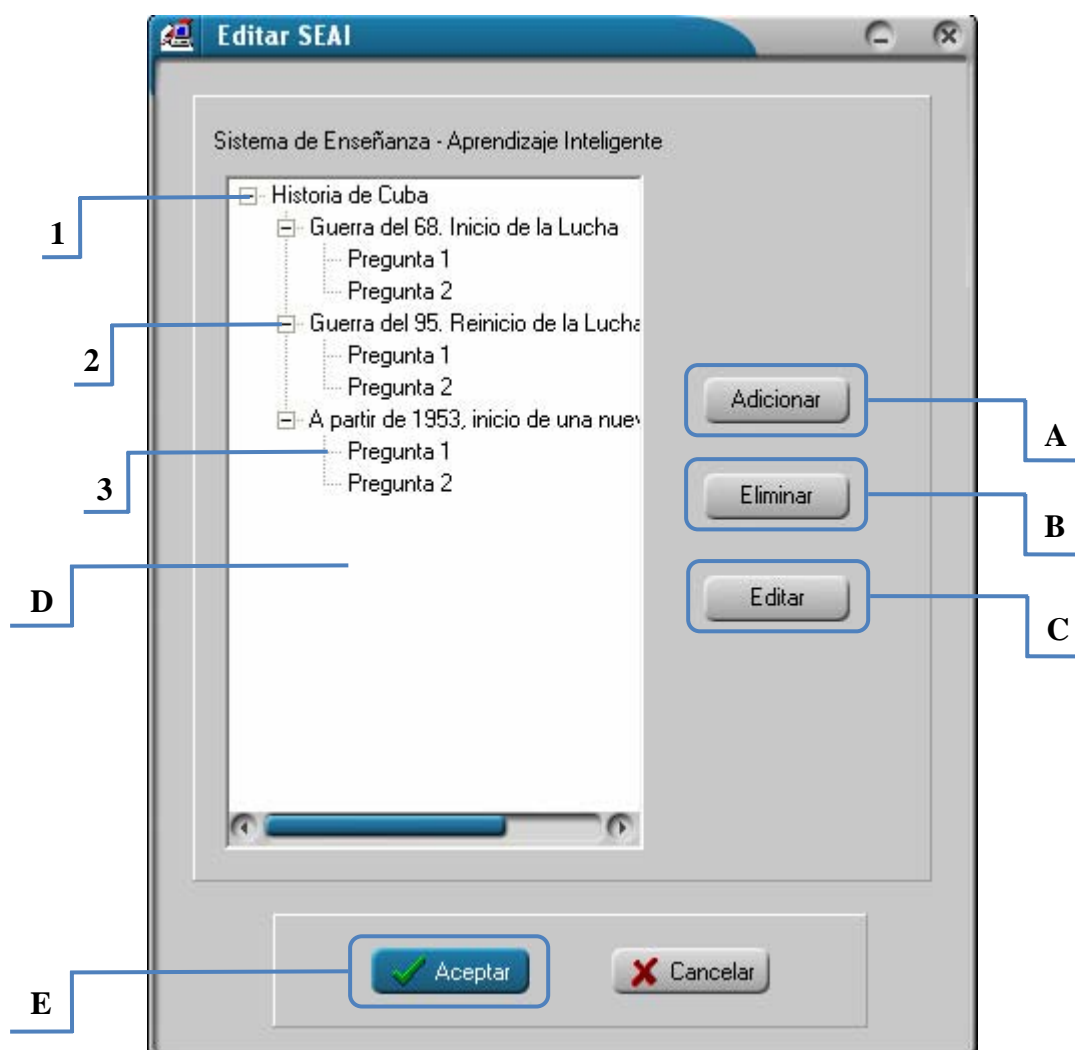 Editar SEAI
Sistema de Enseñanza - Aprendizaje Inteligente
Historia de Cuba
1
Guerra del 68. Inicio de la Lucha
Pregunta 1
Pregunta 2
Guerra del 95. Reinicio de la Lucha
2
Pregunta 1
Pregunta 2
Adicionar
A partir de 1953, inicio de una
A
Pregunta 1
3
Pregunta 2
Eliminar
B
D
Editar
C
Aceptar
Cancelar
E